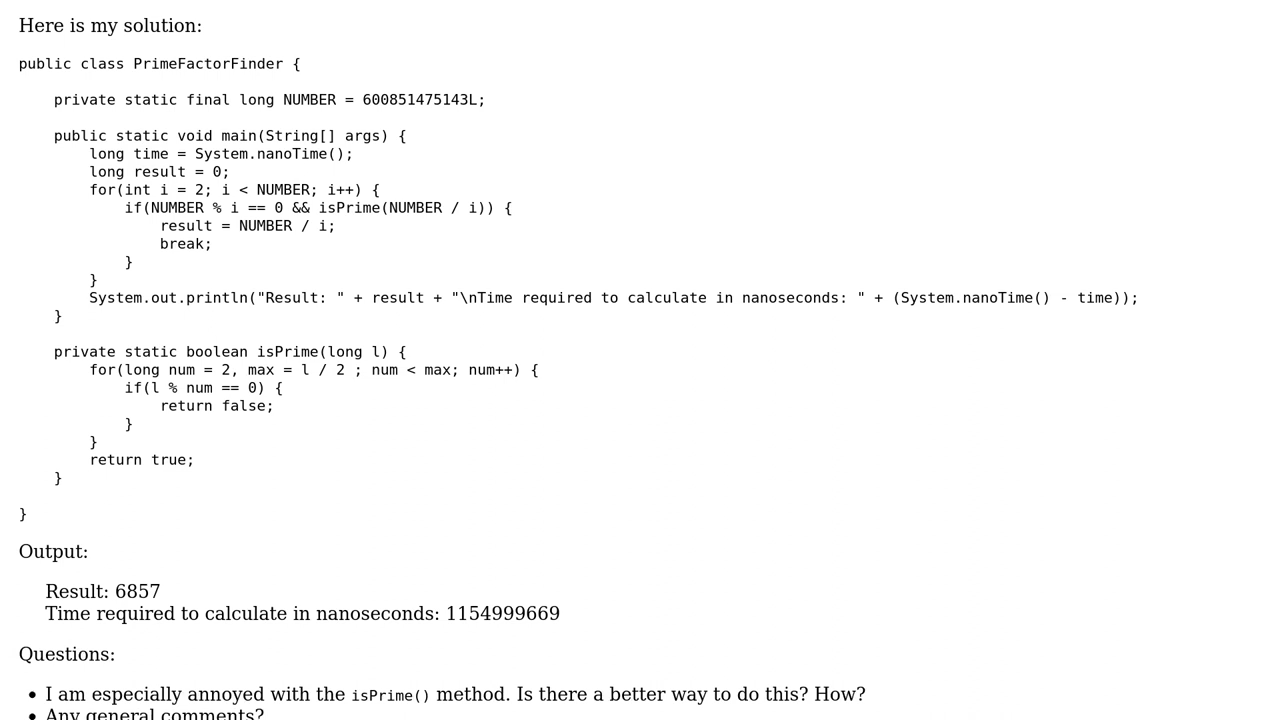 Here is my solution:
public class PrimeFactorFinder {
    private static final long NUMBER = 600851475143L;
    public static void main(String[] args) {
        long time = System.nanoTime();
        long result = 0;
        for(int i = 2; i < NUMBER; i++) {
            if(NUMBER % i == 0 && isPrime(NUMBER / i)) {
                result = NUMBER / i;
                break;
            }
        }
        System.out.println("Result: " + result + "\nTime required to calculate in nanoseconds: " + (System.nanoTime() - time));
    }
    private static boolean isPrime(long l) {
        for(long num = 2, max = l / 2 ; num < max; num++) {
            if(l % num == 0) {
                return false;
            }
        }
        return true;
    }
}
Output:
Result: 6857
Time required to calculate in nanoseconds: 1154999669
Questions:
• I am especially annoyed with the isPrime() method. Is there a better way to do this? How?
• Any general comments?